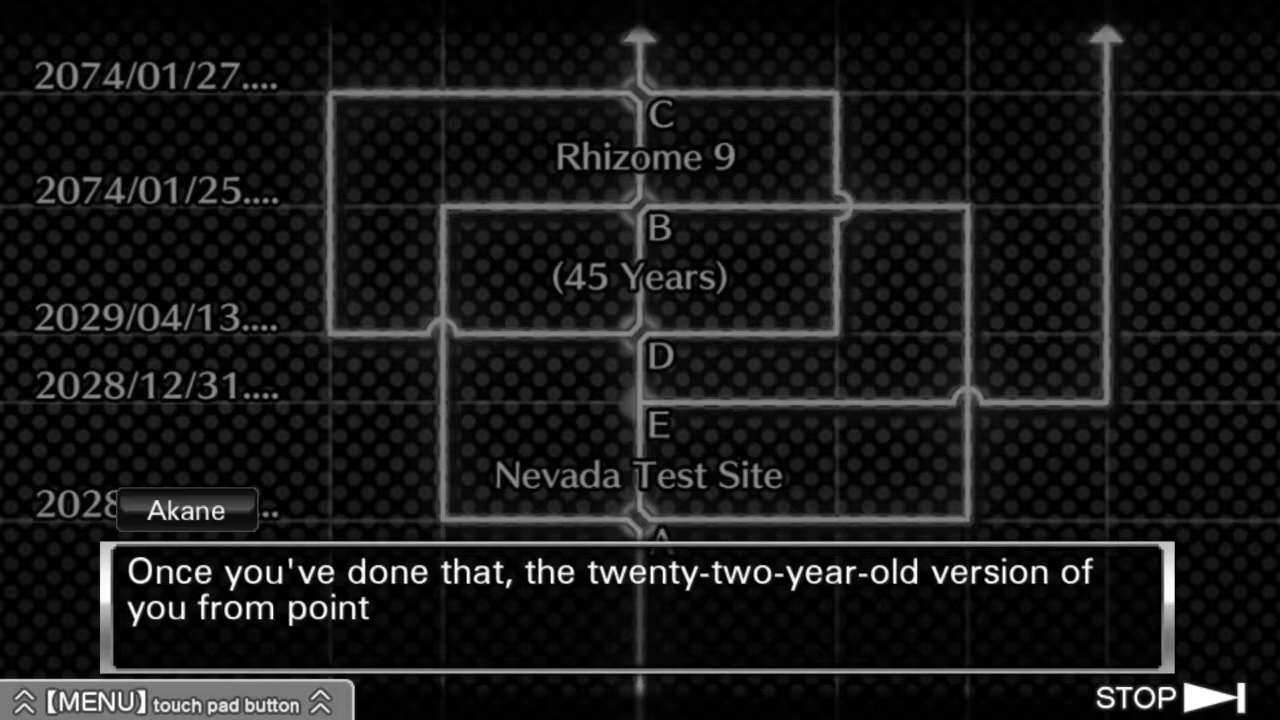 2074/01/27....
C
Rhizome 9
2074/01/25....
B
(45 Years)
2029/04/13....
D
2028/12/31....
E
Nevada Test Site
2028
..
A
Akane
Once you've done that, the twenty-two-year-old version of
you from point
【MENU】touch pad button
STOP